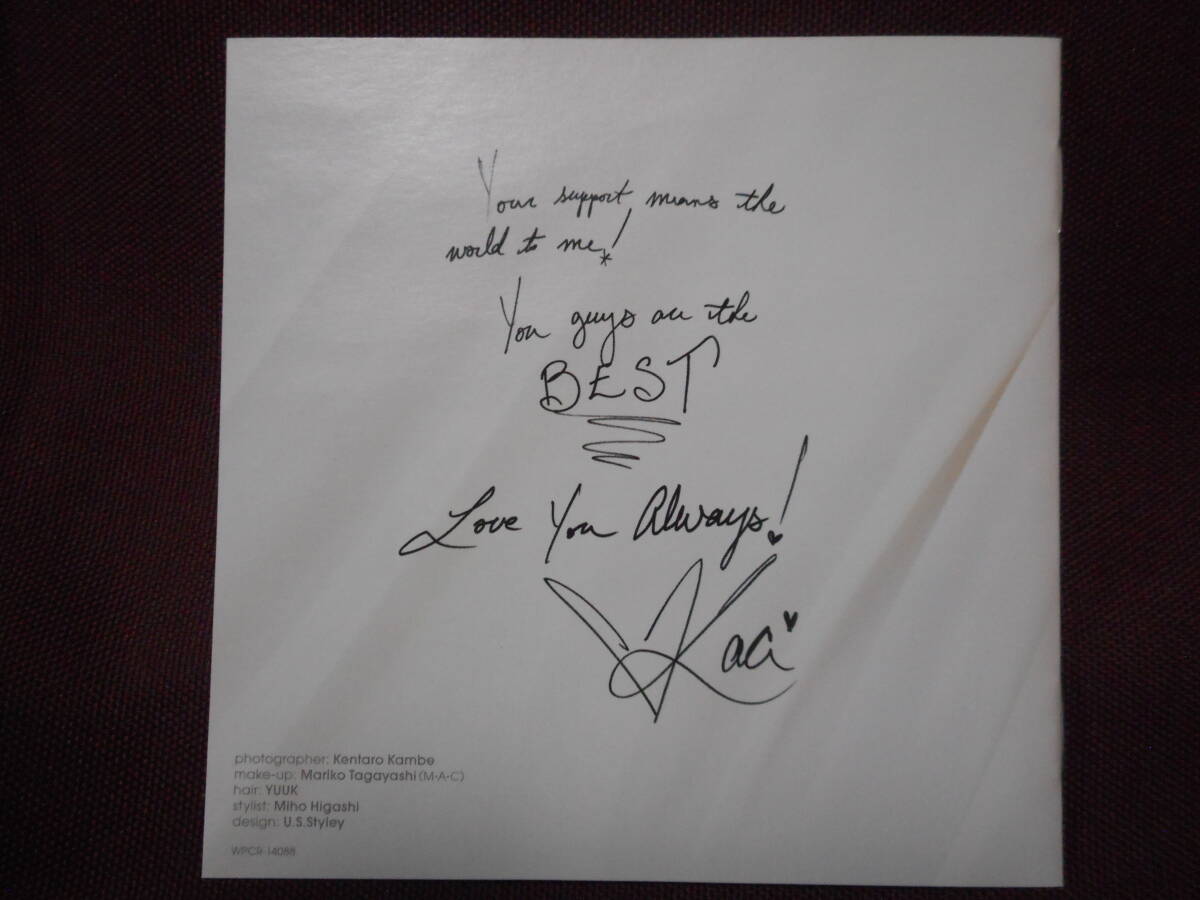 Your support means the
world to me!
You guys are the
BEST
Love You Always!
Kaci
photographer: Kentaro Kambe
make-up: Mariko Tagayashi (M·A·C)
hair: YUUK
stylist: Miho Higashi
design: U.S.Styley
WPCR-14088